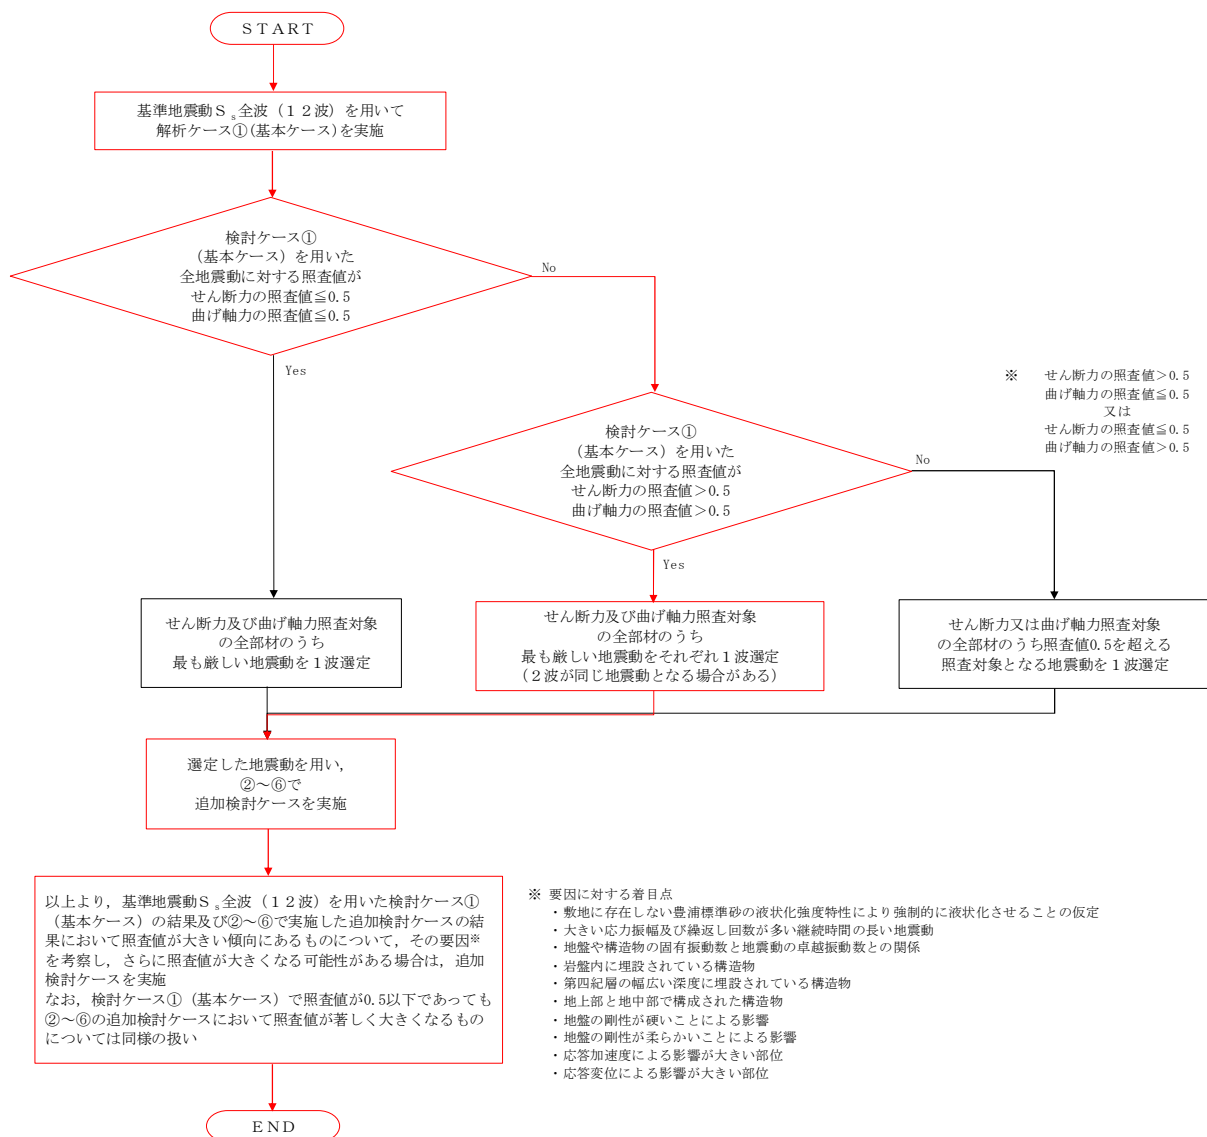 ＳＴＡＲＴ
基準地震動Ｓs全波（１２波）を用いて
解析ケース①(基本ケース)を実施
検討ケース①
（基本ケース）を用いた
全地震動に対する照査値が
せん断力の照査値≦0.5
曲げ軸力の照査値≦0.5
No
Yes
※ せん断力の照査値＞0.5
曲げ軸力の照査値≦0.5
又は
せん断力の照査値≦0.5
曲げ軸力の照査値＞0.5
検討ケース①
（基本ケース）を用いた
全地震動に対する照査値が
せん断力の照査値＞0.5
曲げ軸力の照査値＞0.5
No
Yes
せん断力及び曲げ軸力照査対象
の全部材のうち
最も厳しい地震動を１波選定
せん断力及び曲げ軸力照査対象
の全部材のうち
最も厳しい地震動をそれぞれ１波選定
（２波が同じ地震動となる場合がある）
せん断力又は曲げ軸力照査対象
の全部材のうち照査値0.5を超える
照査対象となる地震動を１波選定
選定した地震動を用い，
②～⑥で
追加検討ケースを実施
以上より，基準地震動Ｓs全波（１２波）を用いた検討ケース①
（基本ケース）の結果及び②～⑥で実施した追加検討ケースの結
果において照査値が大きい傾向にあるものについて，その要因※
を考察し，さらに照査値が大きくなる可能性がある場合は，追加
検討ケースを実施
なお，検討ケース①（基本ケース）で照査値が0.5以下であっても
②～⑥の追加検討ケースにおいて照査値が著しく大きくなるもの
については同様の扱い
※ 要因に対する着目点
・敷地に存在しない豊浦標準砂の液状化強度特性により強制的に液状化させることの仮定
・大きい応力振幅及び繰返し回数が多い継続時間の長い地震動
・地盤や構造物の固有振動数と地震動の卓越振動数との関係
・岩盤内に埋設されている構造物
・第四紀層の幅広い深度に埋設されている構造物
・地上部と地中部で構成された構造物
・地盤の剛性が硬いことによる影響
・地盤の剛性が柔らかいことによる影響
・応答加速度による影響が大きい部位
・応答変位による影響が大きい部位
ＥＮＤ